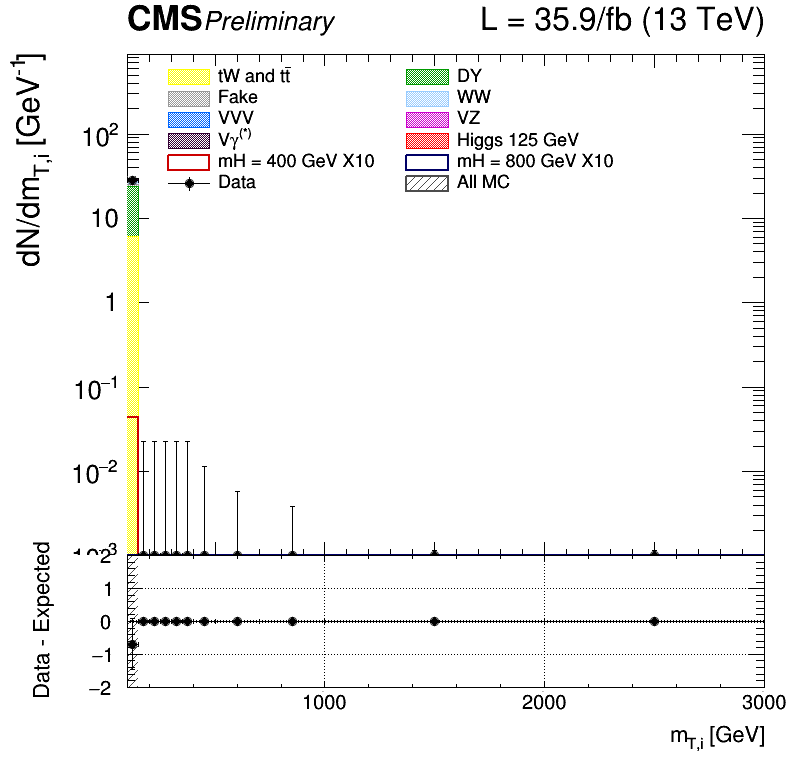 CMS Preliminary L = 35.9/fb (13 TeV)
dN/dm_T,i [GeV⁻¹]
tW and tt̄ DY
Fake WW
VVV VZ
Vγ(*) Higgs 125 GeV
mH = 400 GeV X10 mH = 800 GeV X10
Data All MC
10²
10
1
10⁻¹
10⁻²
Data - Expected
2
1
0
−1
−2
1000 2000 3000
m_T,i [GeV]